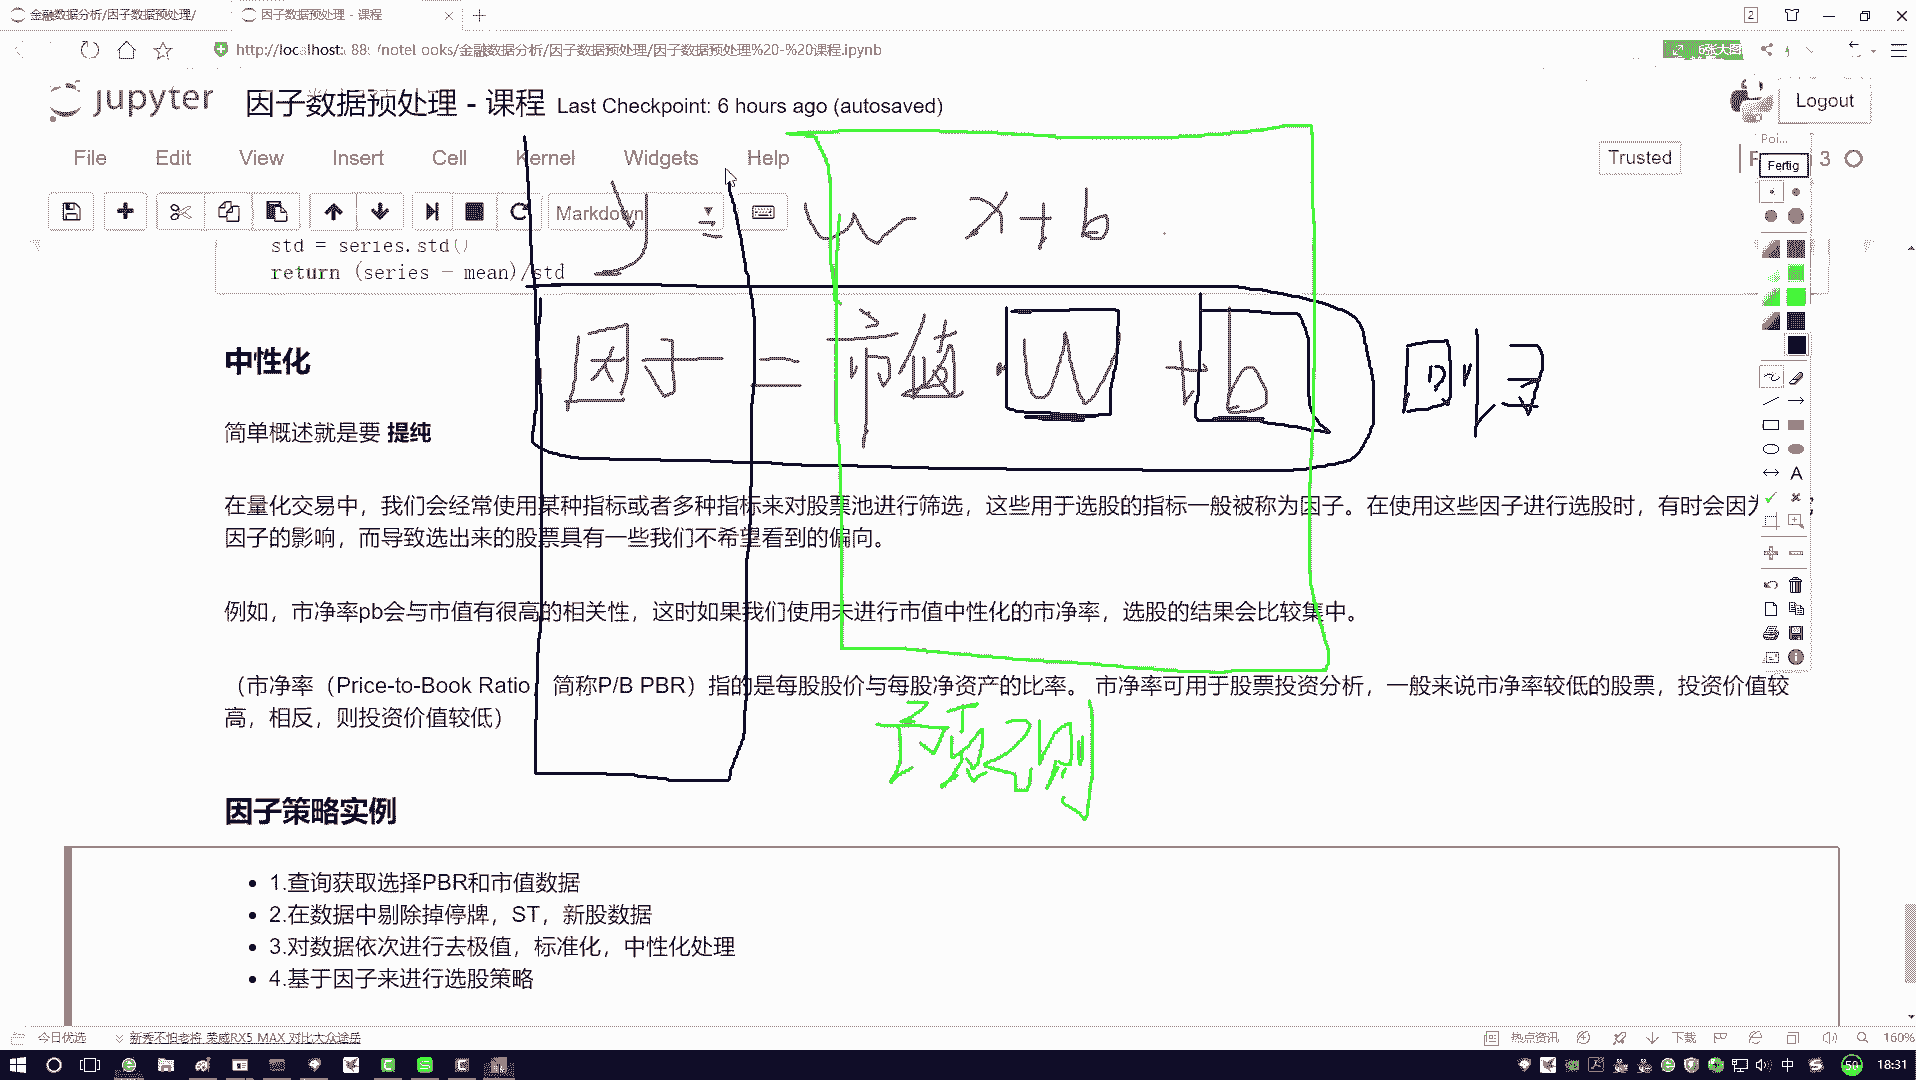 金融数据分析/因子数据预处理/
因子数据预处理 - 课程
2
金融数据分析/因子数据预处理/因子数据预处理%20-%20课程.ipynb
jupyter 因子数据预处理 - 课程 Last Checkpoint: 6 hours ago (autosaved)
Logout
File Edit View Insert Cell Kernel Widgets Help
Trusted
3
Fertig
Markdown
y = w x + b
std = series.std()
return (series - mean)/std
因子 = 市值 · W + b 回归
中性化
简单概述就是要 提纯
在量化交易中，我们会经常使用某种指标或者多种指标来对股票池进行筛选，这些用于选股的指标一般被称为因子。在使用这些因子进行选股时，有时会因为
因子的影响，而导致选出来的股票具有一些我们不希望看到的偏向。
例如，市净率pb会与市值有很高的相关性，这时如果我们使用未进行市值中性化的市净率，选股的结果会比较集中。
（市净率（Price-to-Book Ratio，简称P/B PBR）指的是每股股价与每股净资产的比率。 市净率可用于股票投资分析，一般来说市净率较低的股票，投资价值较
高，相反，则投资价值较低）
预测
因子策略实例
1.查询获取选择PBR和市值数据
2.在数据中剔除掉停牌，ST，新股数据
3.对数据依次进行去极值，标准化，中性化处理
4.基于因子来进行选股策略
今日优选 新秀不怕老将 荣威RX5 MAX 对比大众途岳
热点资讯 下载 160%
中 50 18:31